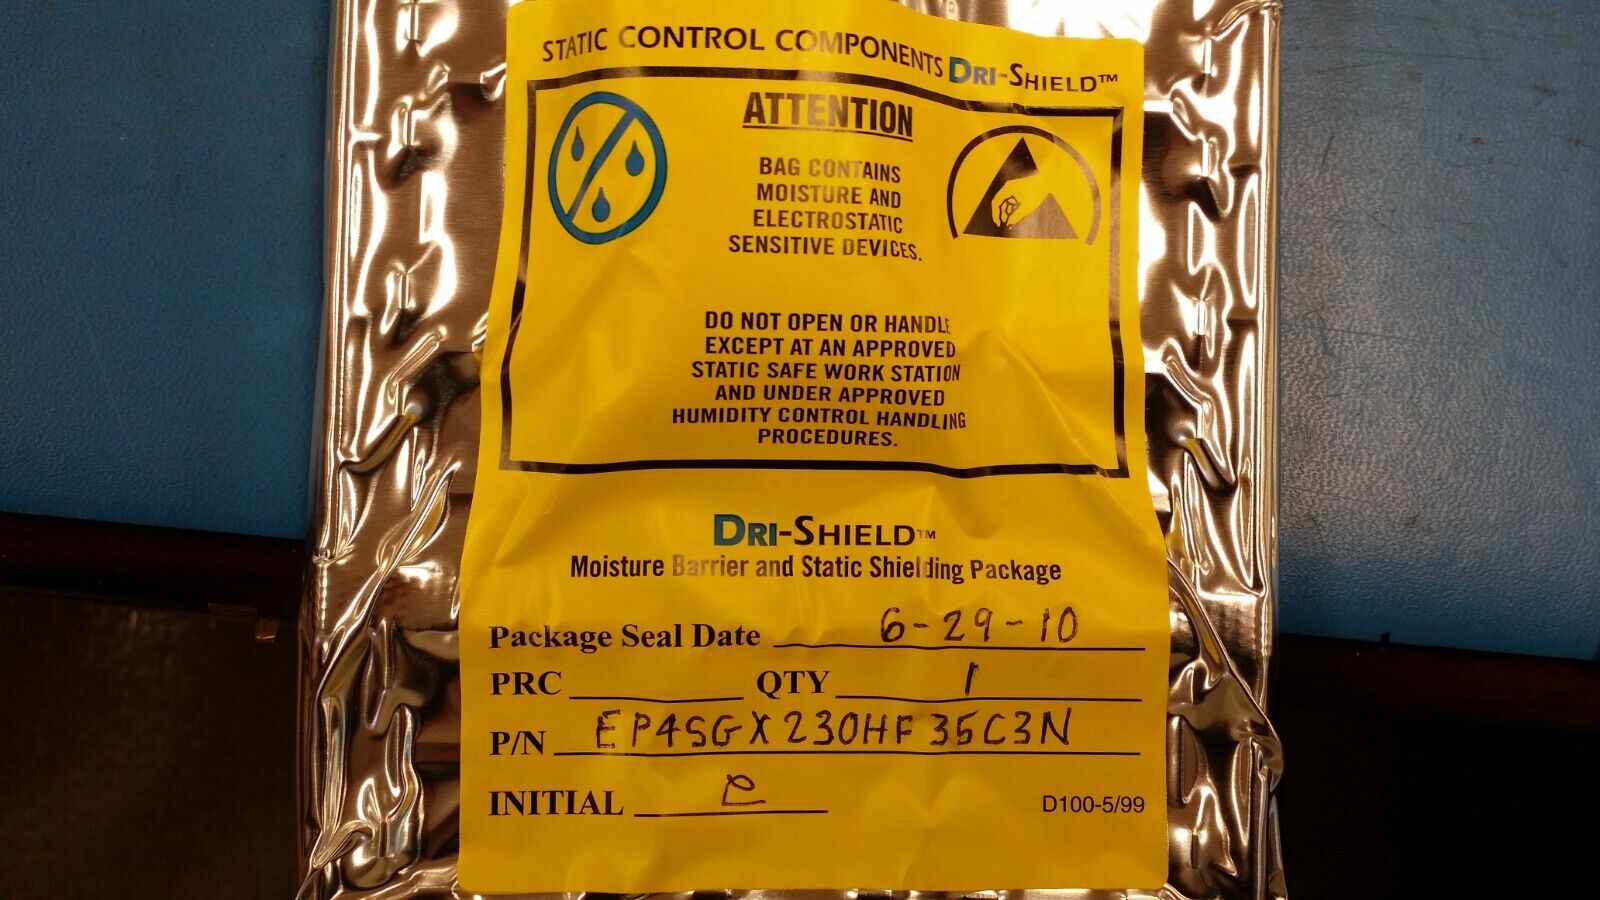 STATIC CONTROL COMPONENTS DRI-SHIELD™
ATTENTION
BAG CONTAINS
MOISTURE AND
ELECTROSTATIC
SENSITIVE DEVICES.
DO NOT OPEN OR HANDLE
EXCEPT AT AN APPROVED
STATIC SAFE WORK STATION
AND UNDER APPROVED
HUMIDITY CONTROL HANDLING
PROCEDURES.
DRI-SHIELD™
Moisture Barrier and Static Shielding Package
Package Seal Date 6-29-10
PRC QTY 1
P/N EP4SGX230HF35C3N
INITIAL
D100-5/99